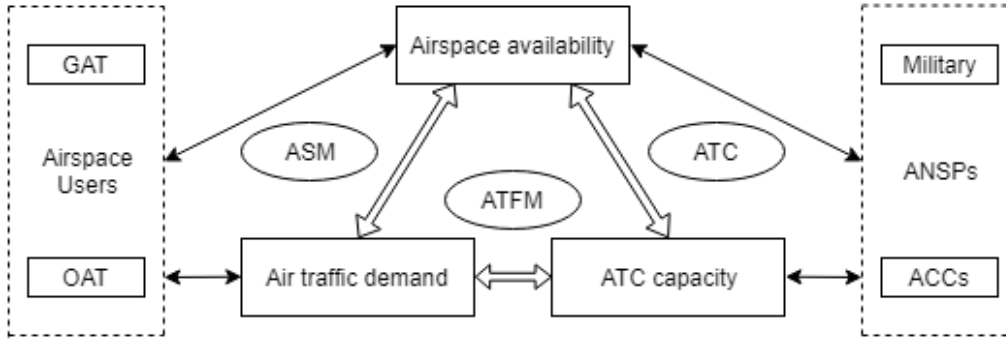 GAT
Airspace
Users
OAT
Airspace availability
ASM
ATC
ATFM
Air traffic demand
ATC capacity
Military
ANSPs
ACCs